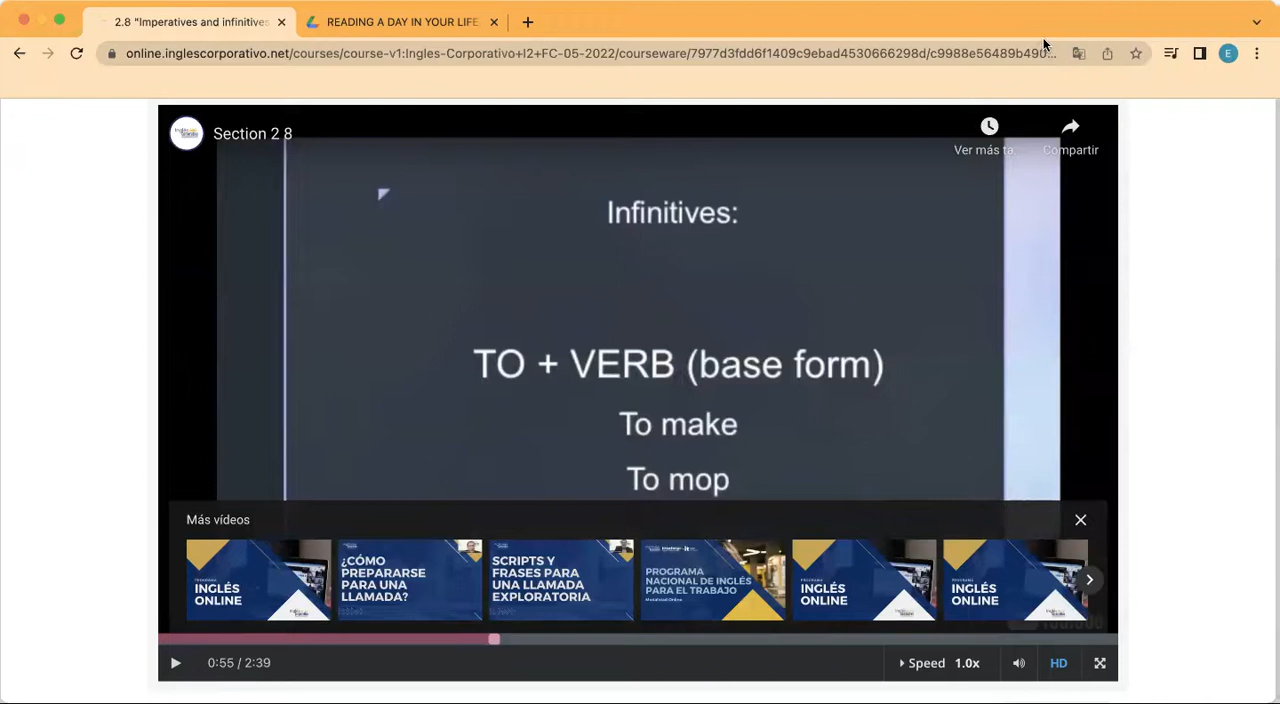 2.8 "Imperatives and infinitives
READING A DAY IN YOUR LIFE
online.inglescorporativo.net/courses/course-v1:Ingles-Corporativo+I2+FC-05-2022/courseware/7977d3fdd6f1409c9ebad4530666298d/c9988e56489b490...
E
Section 2 8
Ver más ta.
Compartir
Infinitives:
TO + VERB (base form)
To make
To mop
Más vídeos
INGLÉS
ONLINE
¿CÓMO
PREPARARSE
PARA UNA
LLAMADA?
SCRIPTS Y
FRASES PARA
UNA LLAMADA
EXPLORATORIA
PROGRAMA
NACIONAL DE INGLÉS
PARA EL TRABAJO
INGLÉS
ONLINE
INGLÉS
ONLINE
0:55 / 2:39
Speed 1.0x
HD